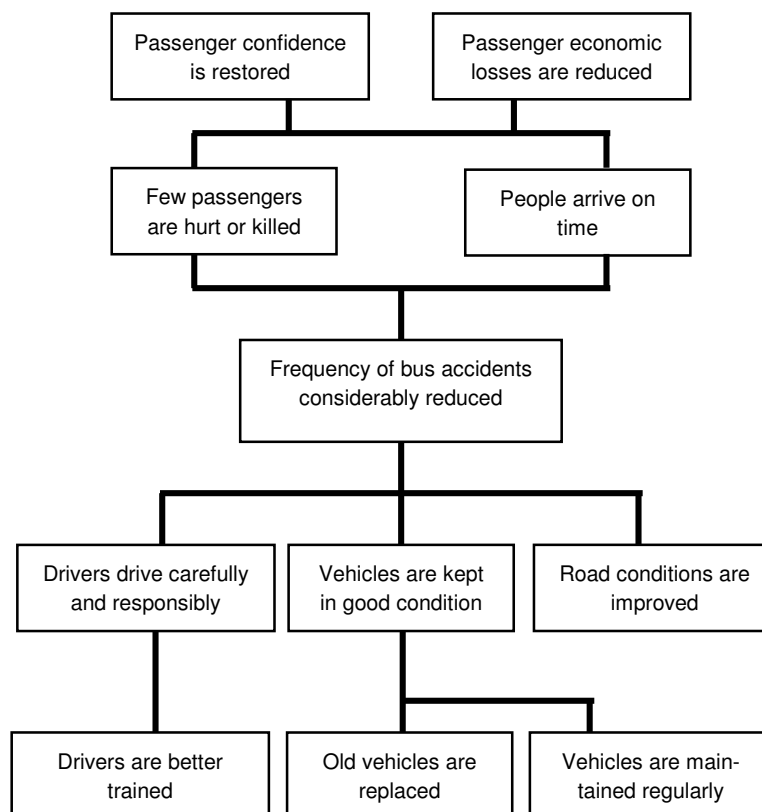 Passenger confidence
is restored
Passenger economic
losses are reduced
Few passengers
are hurt or killed
People arrive on
time
Frequency of bus accidents
considerably reduced
Drivers drive carefully
and responsibly
Vehicles are kept
in good condition
Road conditions are
improved
Drivers are better
trained
Old vehicles are
replaced
Vehicles are main-
tained regularly